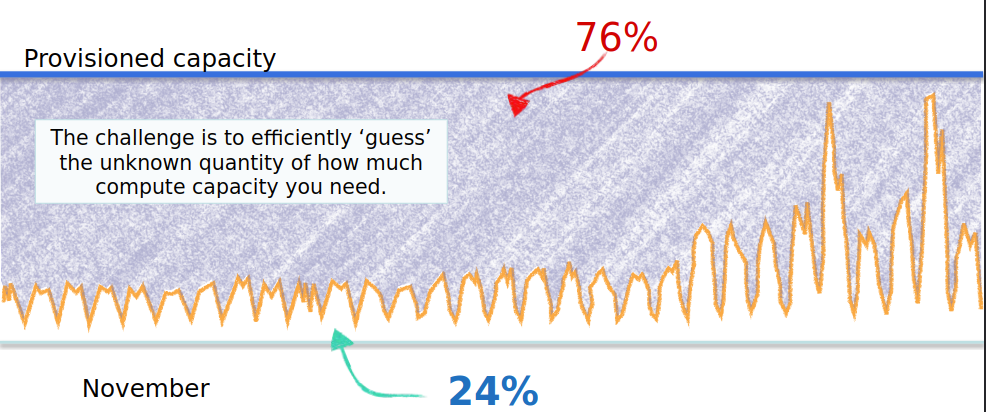 76%
Provisioned capacity
The challenge is to efficiently ‘guess’
the unknown quantity of how much
compute capacity you need.
November
24%